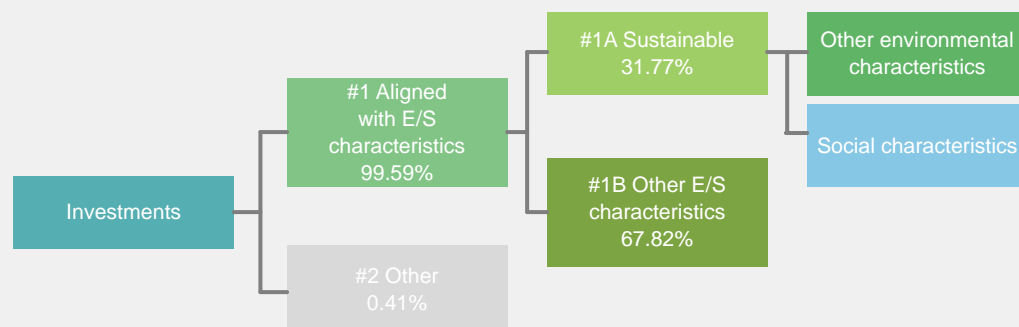 Investments
#1 Aligned
with E/S
characteristics
99.59%
#2 Other
0.41%
#1A Sustainable
31.77%
#1B Other E/S
characteristics
67.82%
Other environmental
characteristics
Social characteristics